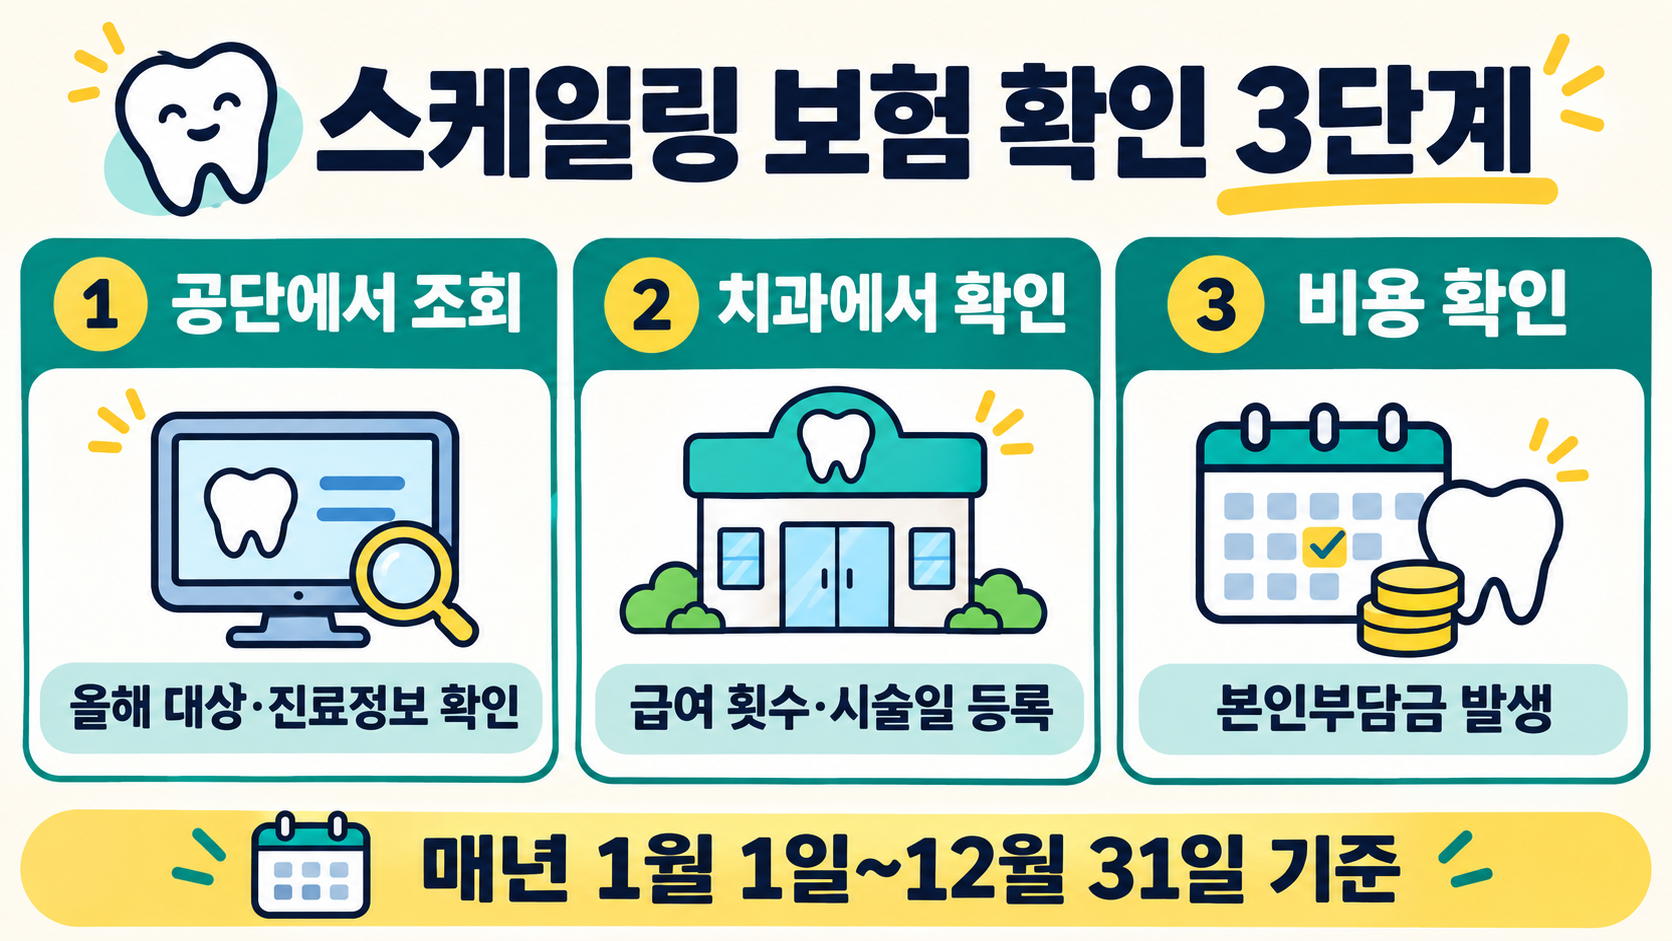 스케일링 보험 확인 3단계
1 공단에서 조회
올해 대상·진료정보 확인
2 치과에서 확인
급여 횟수·시술일 등록
3 비용 확인
본인부담금 발생
매년 1월 1일~12월 31일 기준